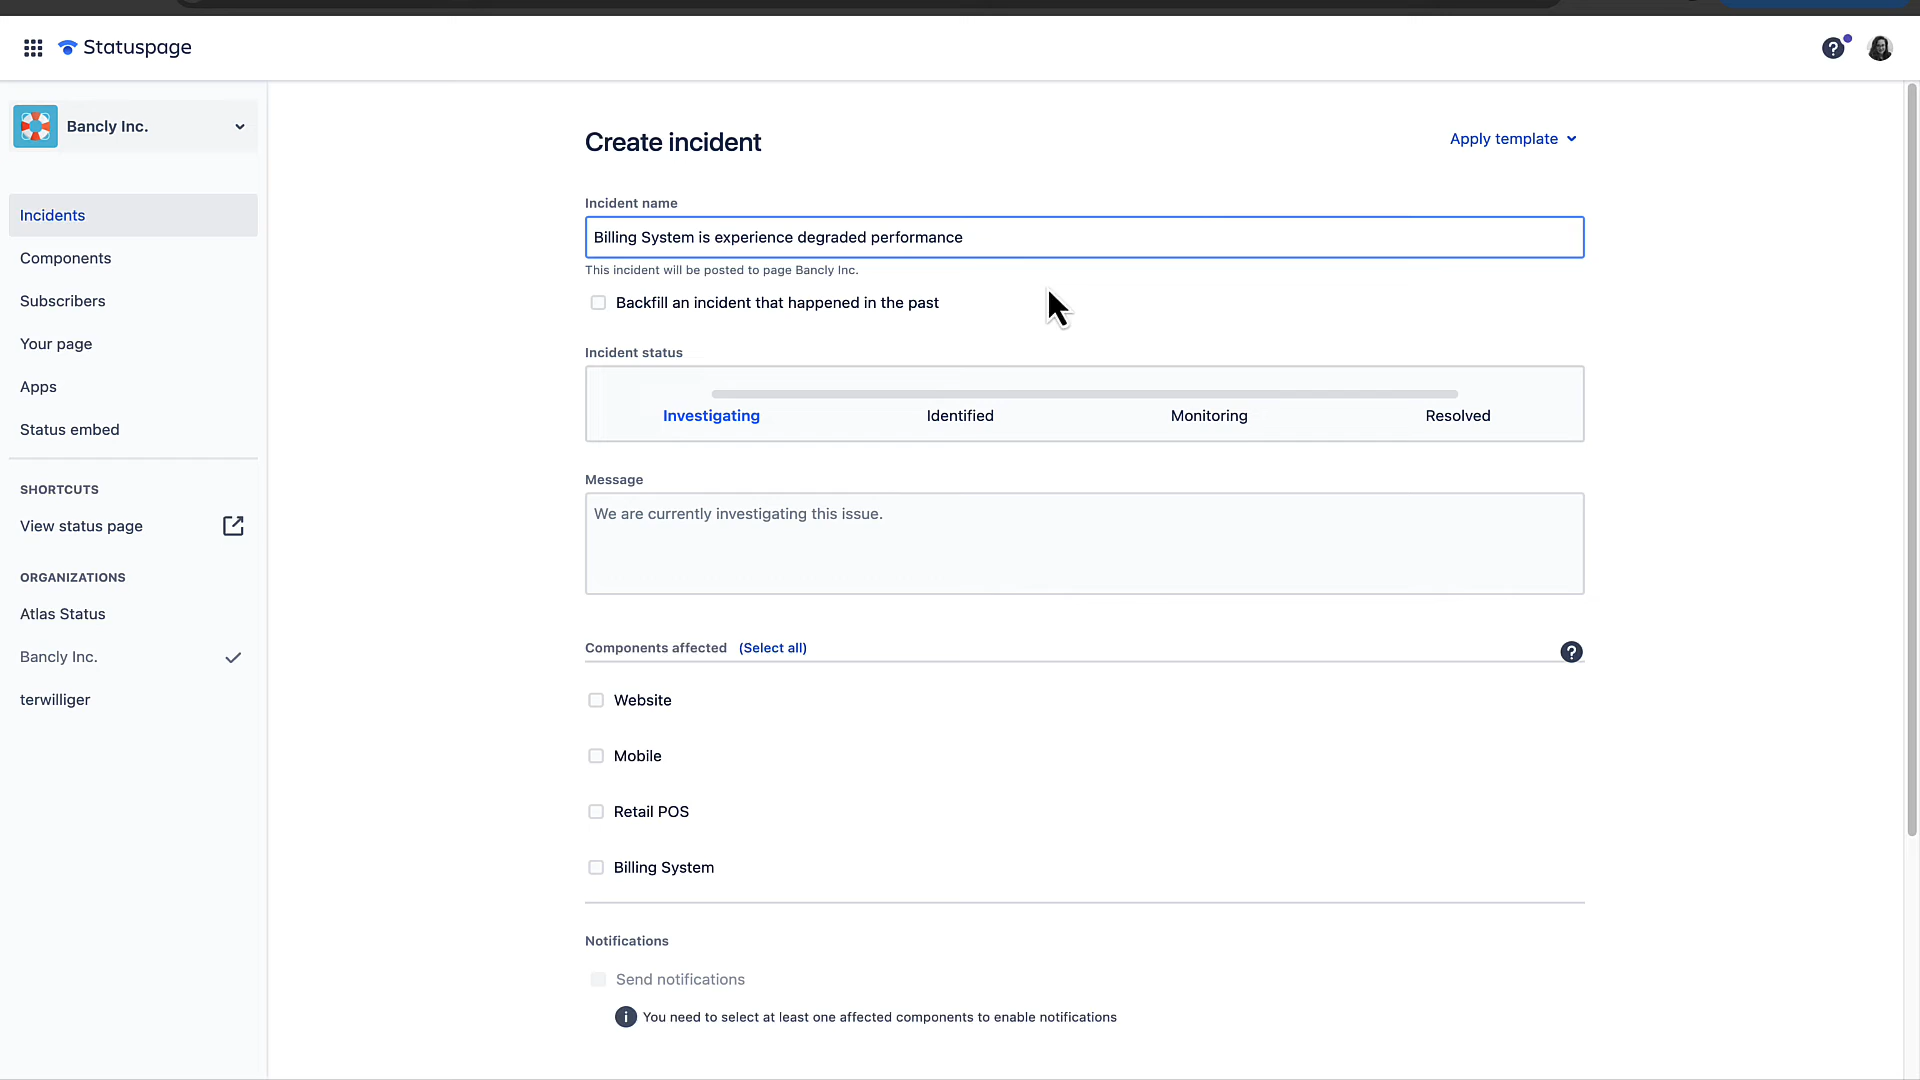 Statuspage
Bancly Inc.
Incidents
Components
Subscribers
Your page
Apps
Status embed
SHORTCUTS
View status page
ORGANIZATIONS
Atlas Status
Bancly Inc.
terwilliger
Create incident
Apply template
Incident name
Billing System is experience degraded performance
This incident will be posted to page Bancly Inc.
Backfill an incident that happened in the past
Incident status
Investigating Identified Monitoring Resolved
Message
We are currently investigating this issue.
Components affected (Select all)
Website
Mobile
Retail POS
Billing System
Notifications
Send notifications
You need to select at least one affected components to enable notifications